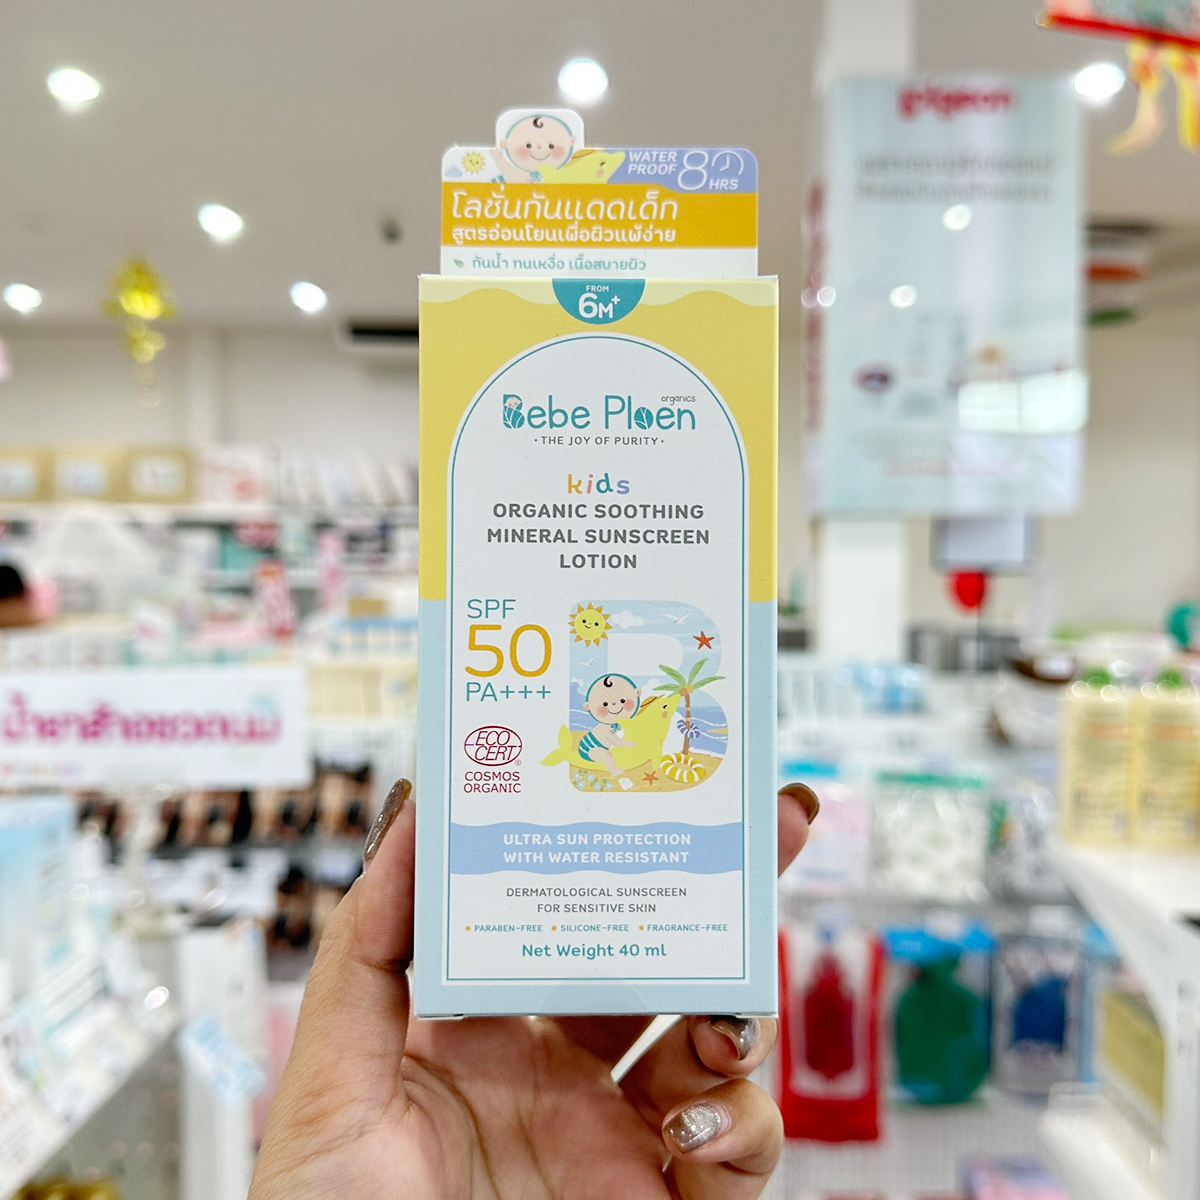 pigeon
WATER
PROOF 8 HRS
โลชั่นกันแดดเด็ก
สูตรอ่อนโยนเพื่อผิวแพ้ง่าย
กันน้ำ ทนเหงื่อ เนื้อสบายผิว
FROM
6M+
Bebe Ploen organics
• THE JOY OF PURITY •
kids
ORGANIC SOOTHING
MINERAL SUNSCREEN
LOTION
SPF
50
PA+++
ECO
CERT®
COSMOS
ORGANIC
ULTRA SUN PROTECTION
WITH WATER RESISTANT
DERMATOLOGICAL SUNSCREEN
FOR SENSITIVE SKIN
• PARABEN-FREE • SILICONE-FREE • FRAGRANCE-FREE
Net Weight 40 ml